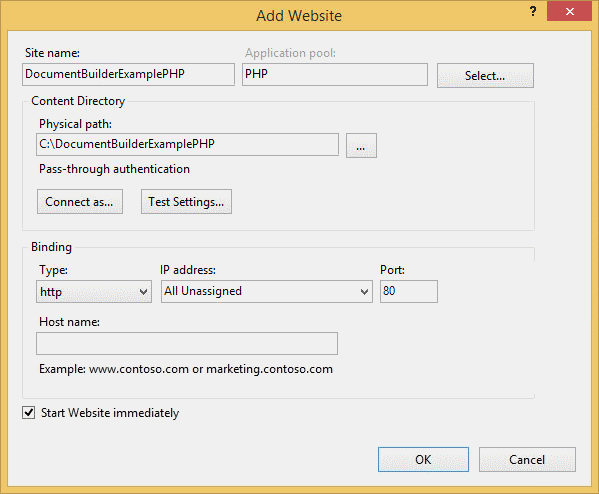 Add Website
?
Site name:
Application pool:
DocumentBuilderExamplePHP
PHP
Select...
Content Directory
Physical path:
C:\DocumentBuilderExamplePHP
...
Pass-through authentication
Connect as...
Test Settings...
Binding
Type:
IP address:
Port:
http
All Unassigned
80
Host name:
Example: www.contoso.com or marketing.contoso.com
Start Website immediately
OK
Cancel